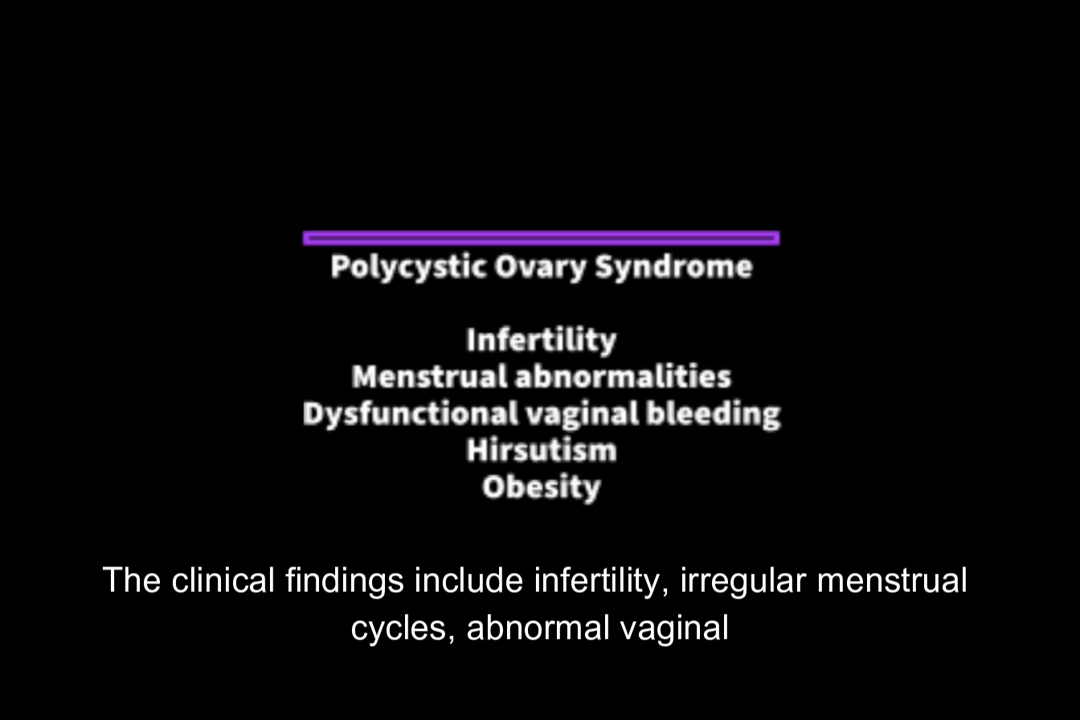 Polycystic Ovary Syndrome
Infertility
Menstrual abnormalities
Dysfunctional vaginal bleeding
Hirsutism
Obesity
The clinical findings include infertility, irregular menstrual
cycles, abnormal vaginal